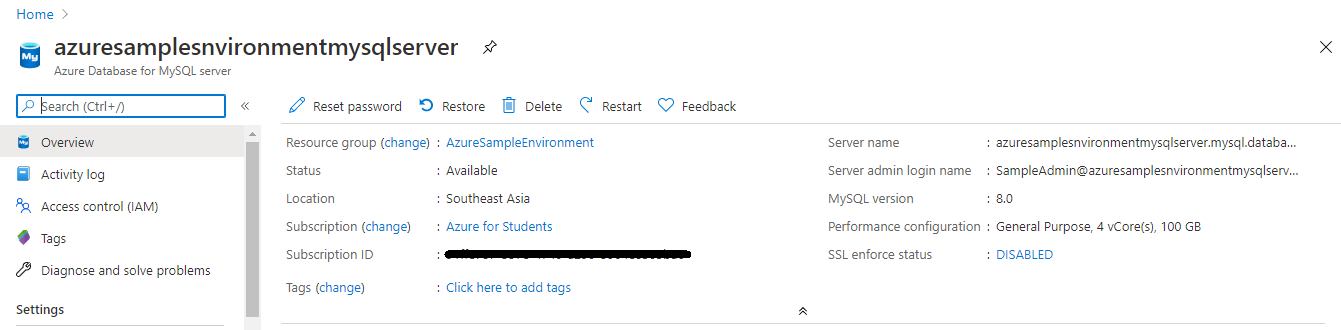 Home >
azuresamplesnvironmentmysqlserver
Azure Database for MySQL server
My
Search (Ctrl+/)
«
Reset password Restore Delete Restart Feedback
Overview
Activity log
Access control (IAM)
Tags
Diagnose and solve problems
Settings
Resource group (change) : AzureSampleEnvironment
Status : Available
Location : Southeast Asia
Subscription (change) : Azure for Students
Subscription ID :
Tags (change) : Click here to add tags
Server name : azuresamplesnvironmentmysqlserver.mysql.databa...
Server admin login name : SampleAdmin@azuresamplesnvironmentmysqlserv...
MySQL version : 8.0
Performance configuration : General Purpose, 4 vCore(s), 100 GB
SSL enforce status : DISABLED